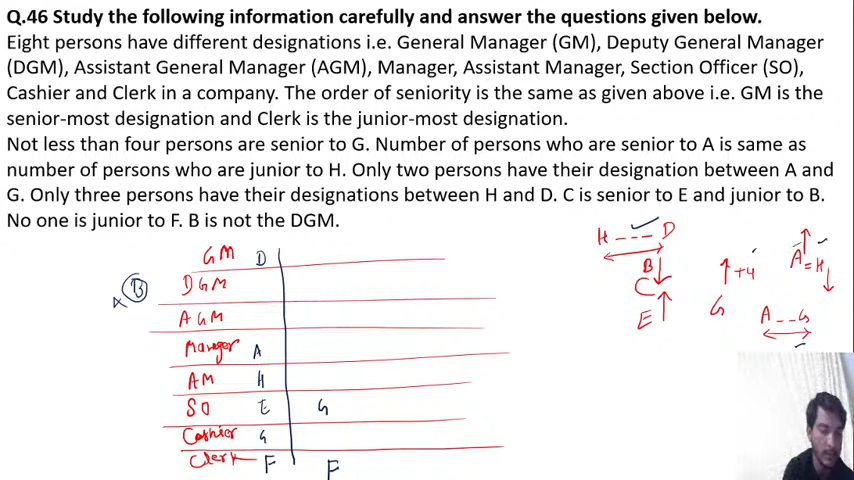 Q.46 Study the following information carefully and answer the questions given below.
Eight persons have different designations i.e. General Manager (GM), Deputy General Manager
(DGM), Assistant General Manager (AGM), Manager, Assistant Manager, Section Officer (SO),
Cashier and Clerk in a company. The order of seniority is the same as given above i.e. GM is the
senior-most designation and Clerk is the junior-most designation.
Not less than four persons are senior to G. Number of persons who are senior to A is same as
number of persons who are junior to H. Only two persons have their designation between A and
G. Only three persons have their designations between H and D. C is senior to E and junior to B.
No one is junior to F. B is not the DGM.
H _ _ _ D
B
C
E
+4
G
A = H
A _ _ G
GM D
B DGM
AGM
Manager A
AM H
SO E G
Cashier G
Clerk F F